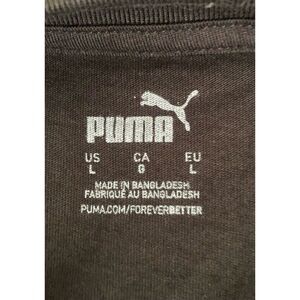 PUMA
US CA EU
L G L
MADE IN BANGLADESH
FABRIQUÉ AU BANGLADESH
PUMA.COM/FOREVERBETTER